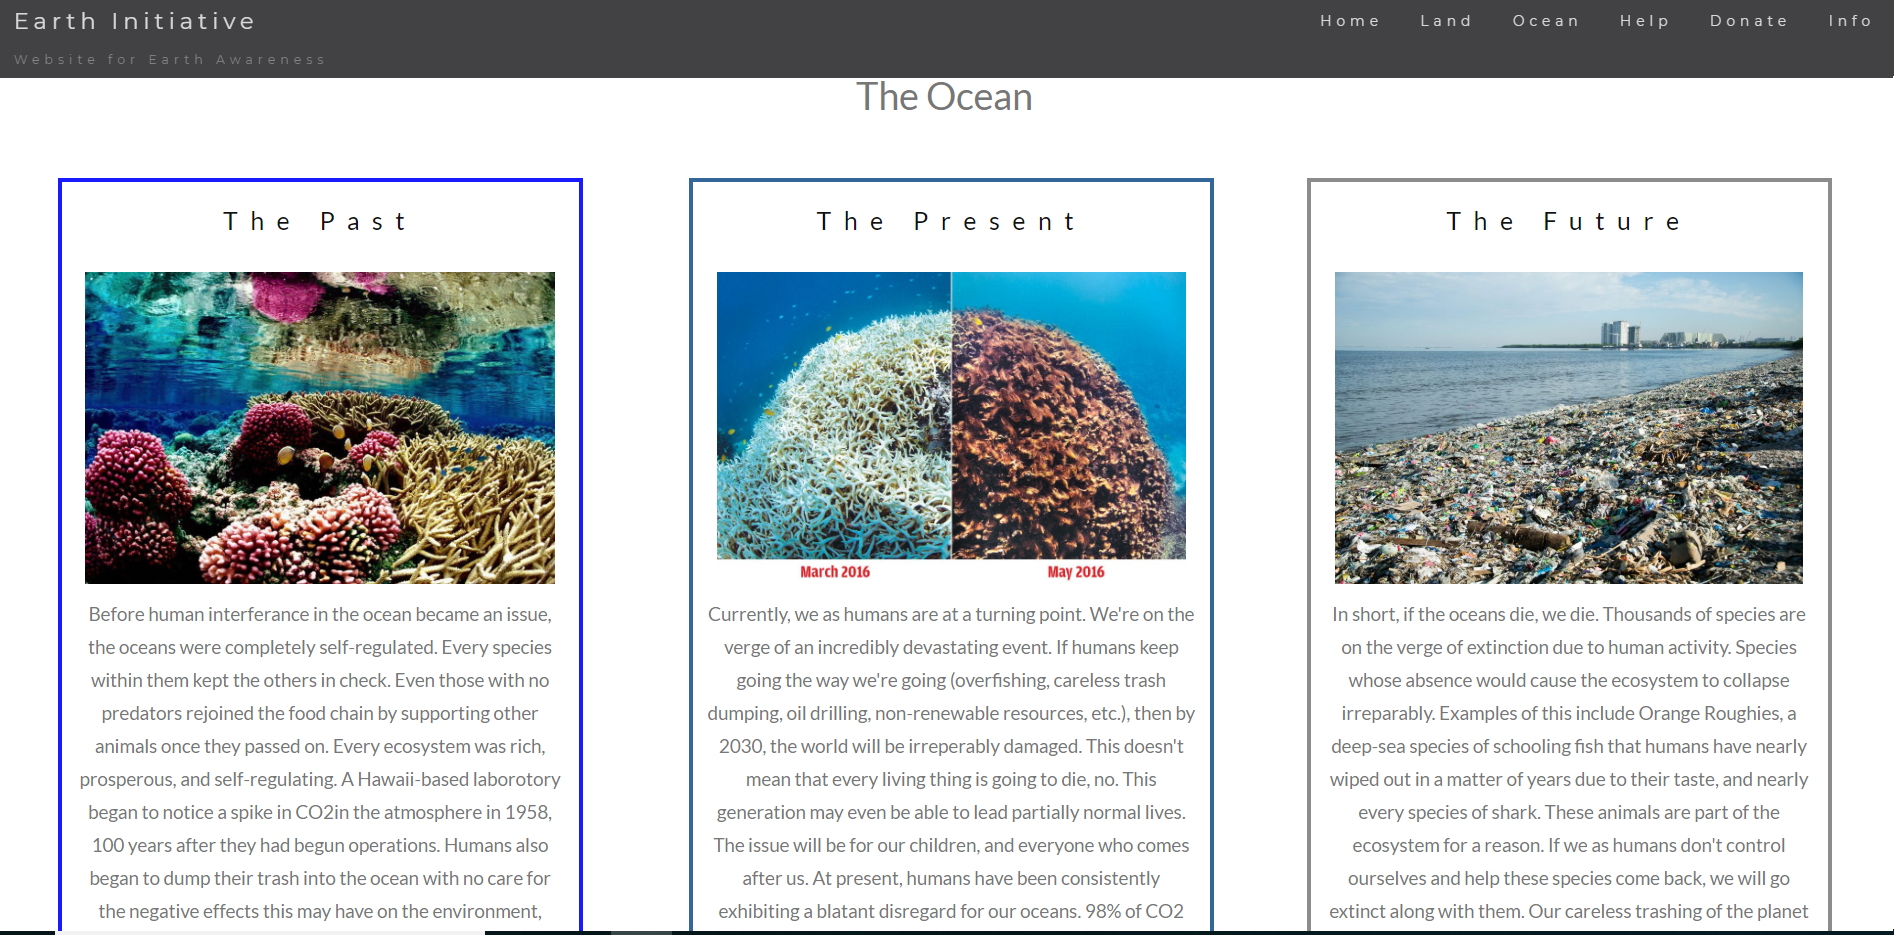 Earth Initiative
Website for Earth Awareness
Home Land Ocean Help Donate Info
The Ocean
The Past
Before human interferance in the ocean became an issue,
the oceans were completely self-regulated. Every species
within them kept the others in check. Even those with no
predators rejoined the food chain by supporting other
animals once they passed on. Every ecosystem was rich,
prosperous, and self-regulating. A Hawaii-based laborotory
began to notice a spike in CO2in the atmosphere in 1958,
100 years after they had begun operations. Humans also
began to dump their trash into the ocean with no care for
the negative effects this may have on the environment,
The Present
March 2016 May 2016
Currently, we as humans are at a turning point. We're on the
verge of an incredibly devastating event. If humans keep
going the way we're going (overfishing, careless trash
dumping, oil drilling, non-renewable resources, etc.), then by
2030, the world will be irreperably damaged. This doesn't
mean that every living thing is going to die, no. This
generation may even be able to lead partially normal lives.
The issue will be for our children, and everyone who comes
after us. At present, humans have been consistently
exhibiting a blatant disregard for our oceans. 98% of CO2
The Future
In short, if the oceans die, we die. Thousands of species are
on the verge of extinction due to human activity. Species
whose absence would cause the ecosystem to collapse
irreparably. Examples of this include Orange Roughies, a
deep-sea species of schooling fish that humans have nearly
wiped out in a matter of years due to their taste, and nearly
every species of shark. These animals are part of the
ecosystem for a reason. If we as humans don't control
ourselves and help these species come back, we will go
extinct along with them. Our careless trashing of the planet